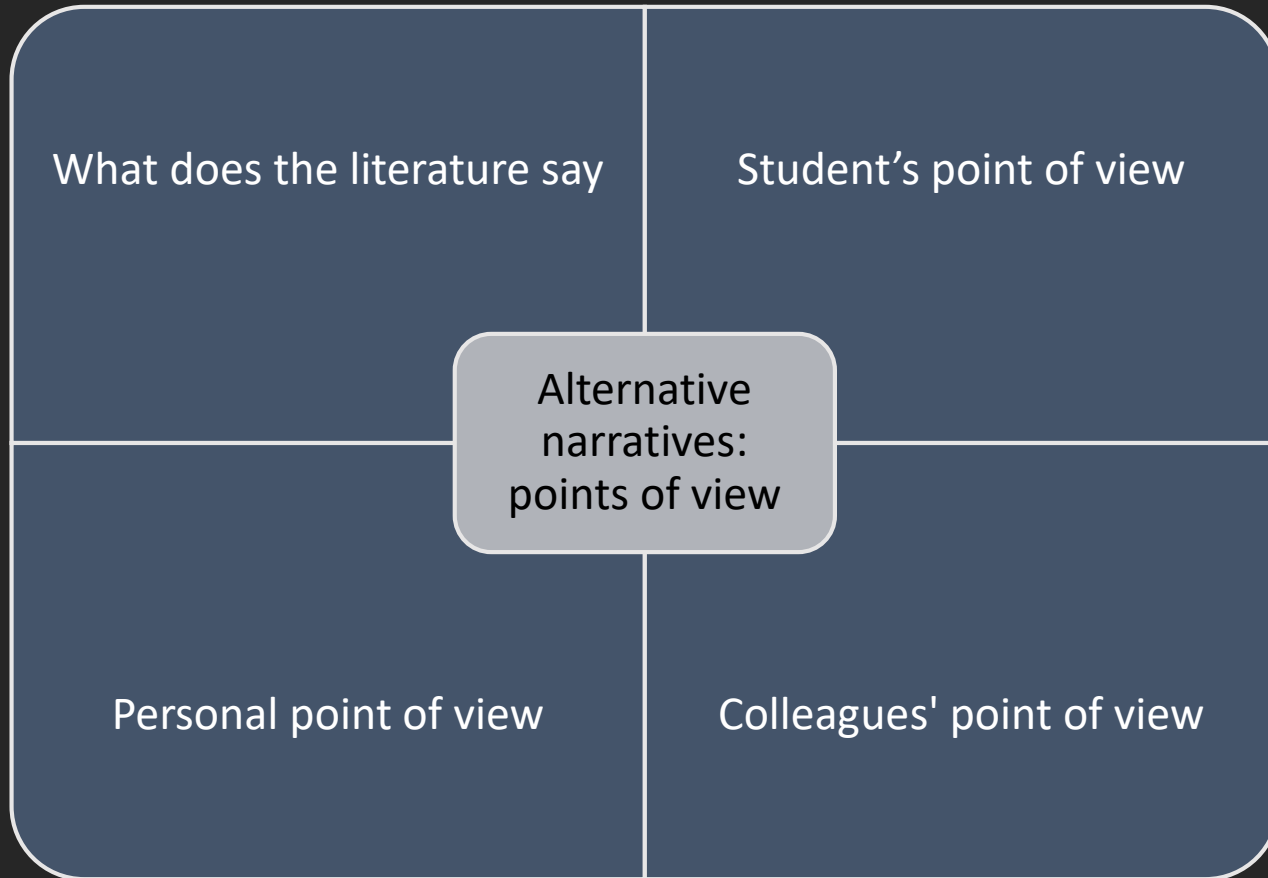 What does the literature say
Student’s point of view
Alternative
narratives:
points of view
Personal point of view
Colleagues' point of view